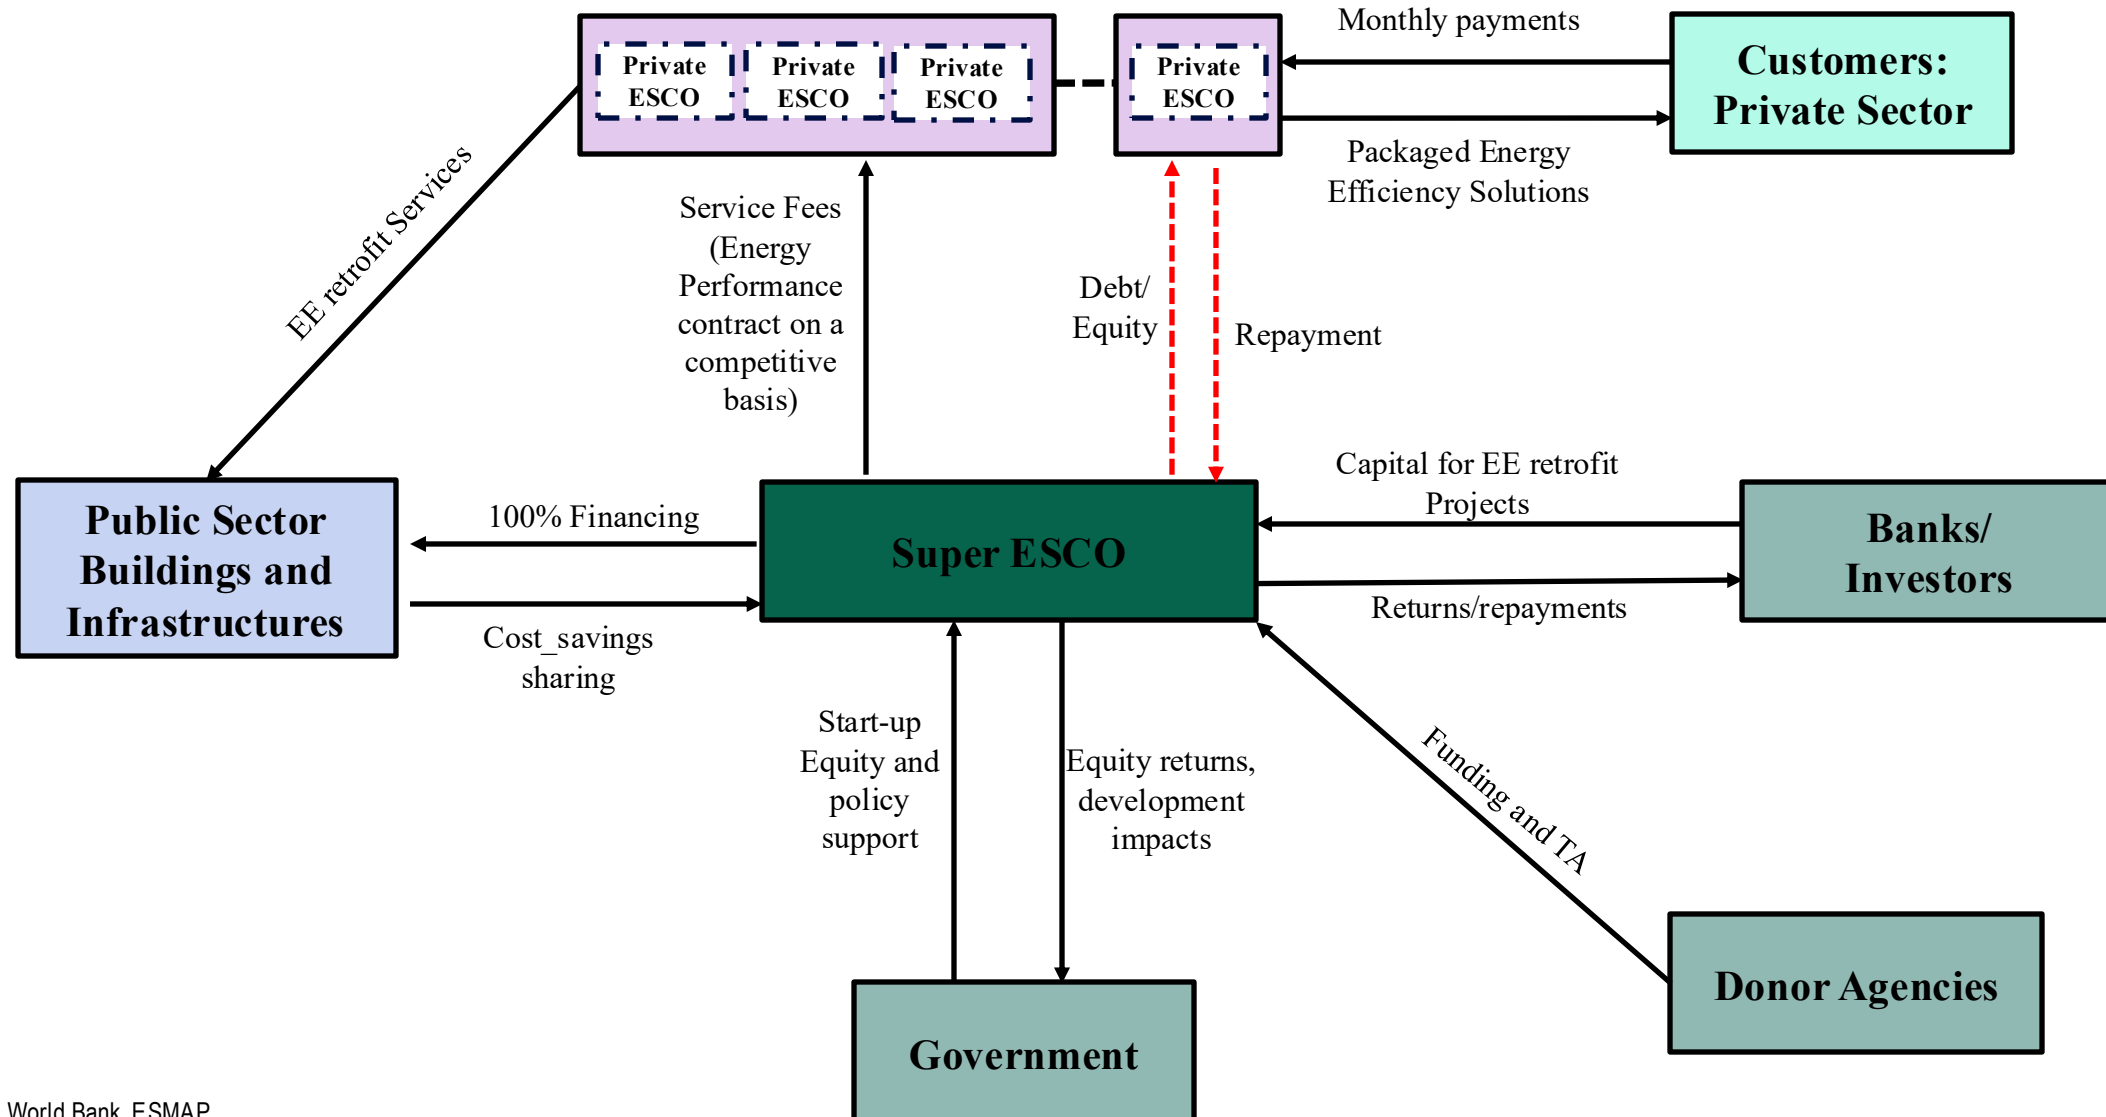 Private
ESCO
Private
ESCO
Private
ESCO
Private
ESCO
Monthly payments
Customers:
Private Sector
Packaged Energy
Efficiency Solutions
EE retrofit Services
Service Fees
(Energy
Performance
contract on a
competitive
basis)
Debt/
Equity
Repayment
Public Sector
Buildings and
Infrastructures
100% Financing
Cost_savings
sharing
Super ESCO
Capital for EE retrofit
Projects
Returns/repayments
Banks/
Investors
Start-up
Equity and
policy
support
Equity returns,
development
impacts
Funding and TA
Donor Agencies
Government
World Bank, ESMAP